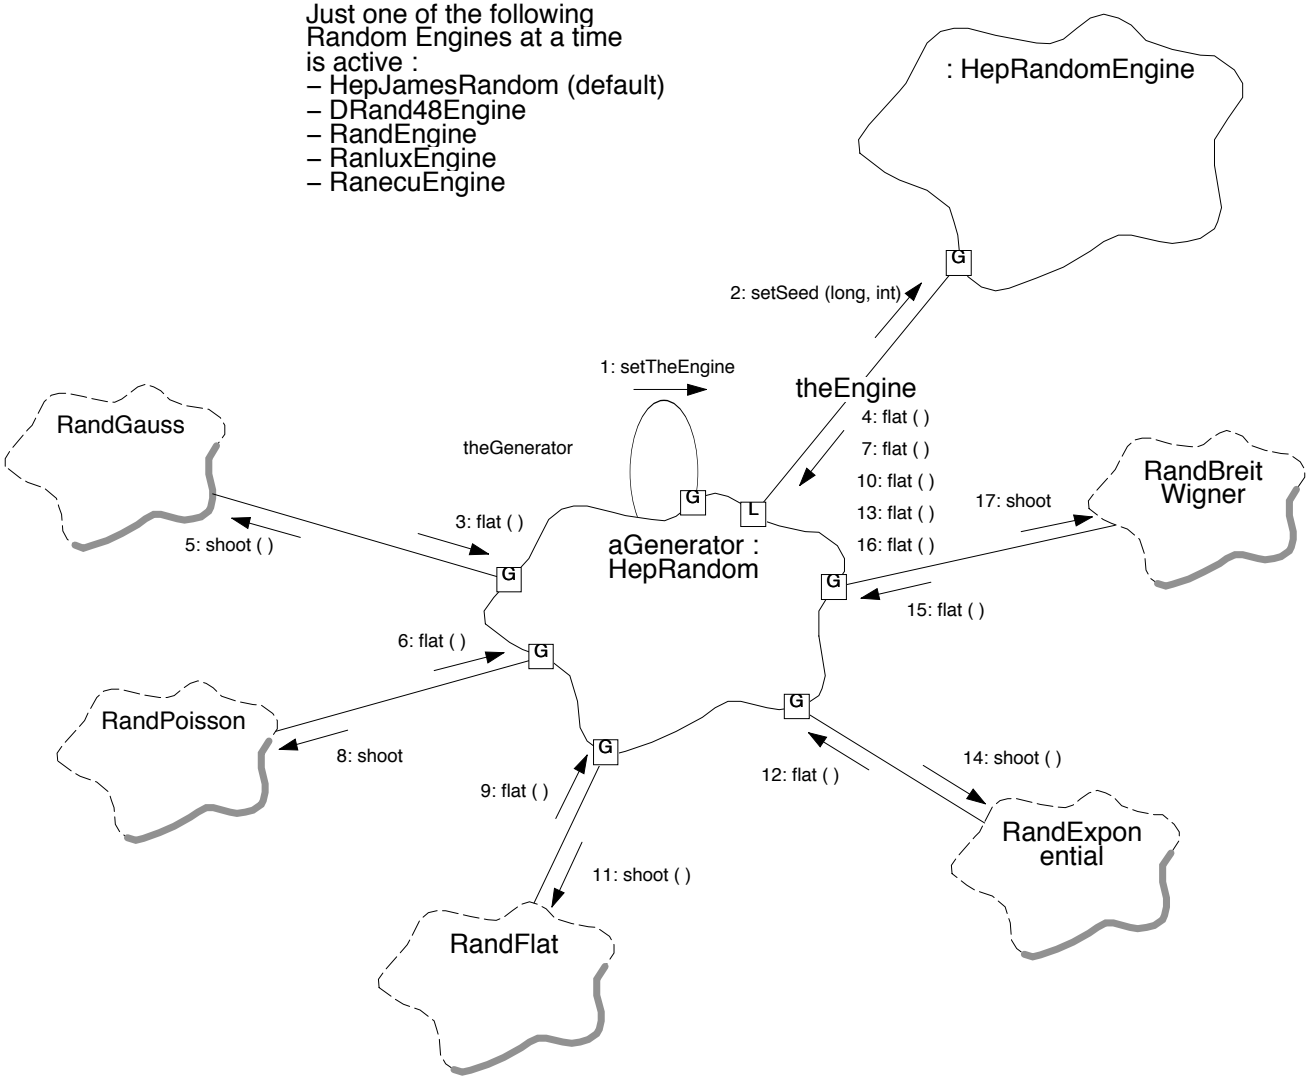 Just one of the following
Random Engines at a time
is active :
– HepJamesRandom (default)
– DRand48Engine
– RandEngine
– RanluxEngine
– RanecuEngine
: HepRandomEngine
G
2: setSeed (long, int)
1: setTheEngine
theEngine
theGenerator
4: flat ( )
7: flat ( )
10: flat ( )
13: flat ( )
16: flat ( )
RandGauss
RandBreit
Wigner
17: shoot
G
L
3: flat ( )
5: shoot ( )
aGenerator :
HepRandom
G
G
15: flat ( )
6: flat ( )
G
RandPoisson
8: shoot
G
G
9: flat ( )
12: flat ( )
14: shoot ( )
RandExpon
ential
11: shoot ( )
RandFlat